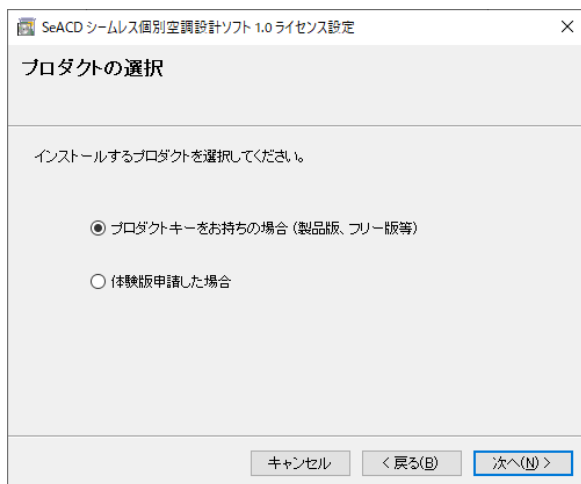 SeACD シームレス個別空調設計ソフト 1.0 ライセンス設定
プロダクトの選択
インストールするプロダクトを選択してください。
プロダクトキーをお持ちの場合 (製品版、フリー版等)
体験版申請した場合
キャンセル
< 戻る(B)
次へ(N) >